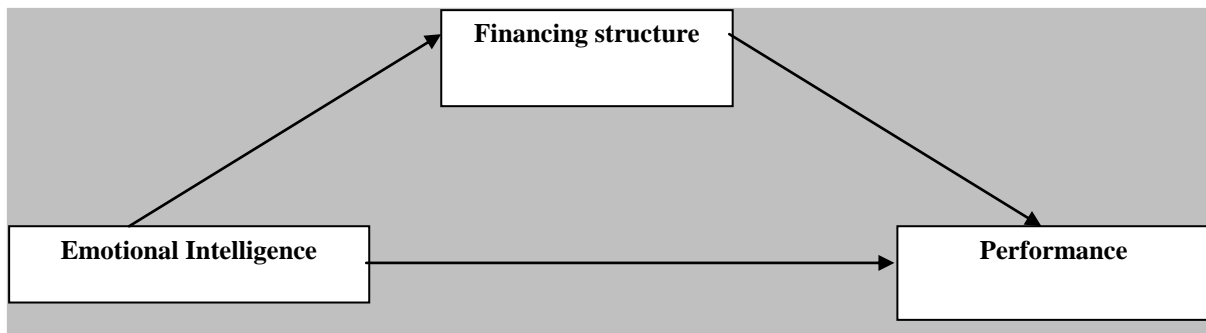 Financing structure
Emotional Intelligence
Performance